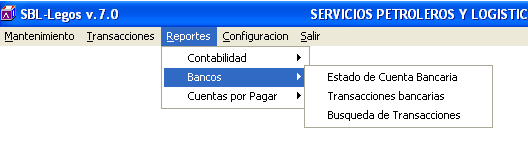 SBL-Legos v.7.0 SERVICIOS PETROLEROS Y LOGISTIC
Mantenimiento Transacciones Reportes Configuracion Salir
Contabilidad
Bancos
Cuentas por Pagar
Estado de Cuenta Bancaria
Transacciones bancarias
Busqueda de Transacciones